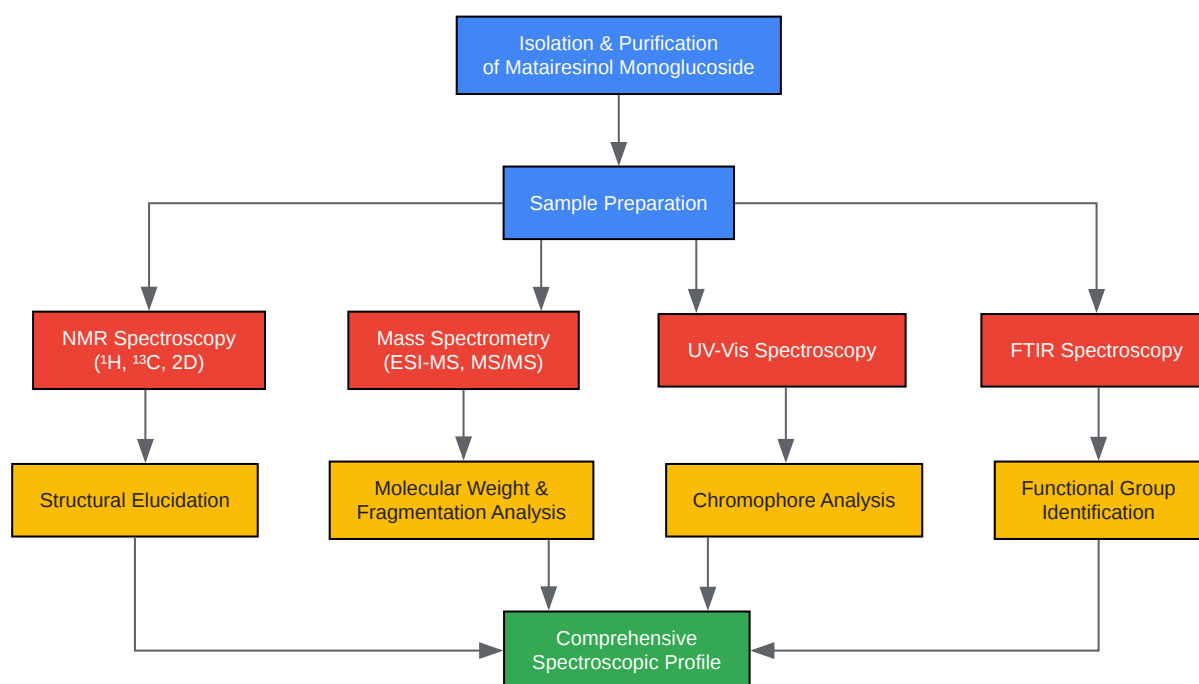 Isolation & Purification
of Matairesinol Monoglucoside
Sample Preparation
NMR Spectroscopy
(¹H, ¹³C, 2D)
Mass Spectrometry
(ESI-MS, MS/MS)
UV-Vis Spectroscopy
FTIR Spectroscopy
Structural Elucidation
Molecular Weight &
Fragmentation Analysis
Chromophore Analysis
Functional Group
Identification
Comprehensive
Spectroscopic Profile